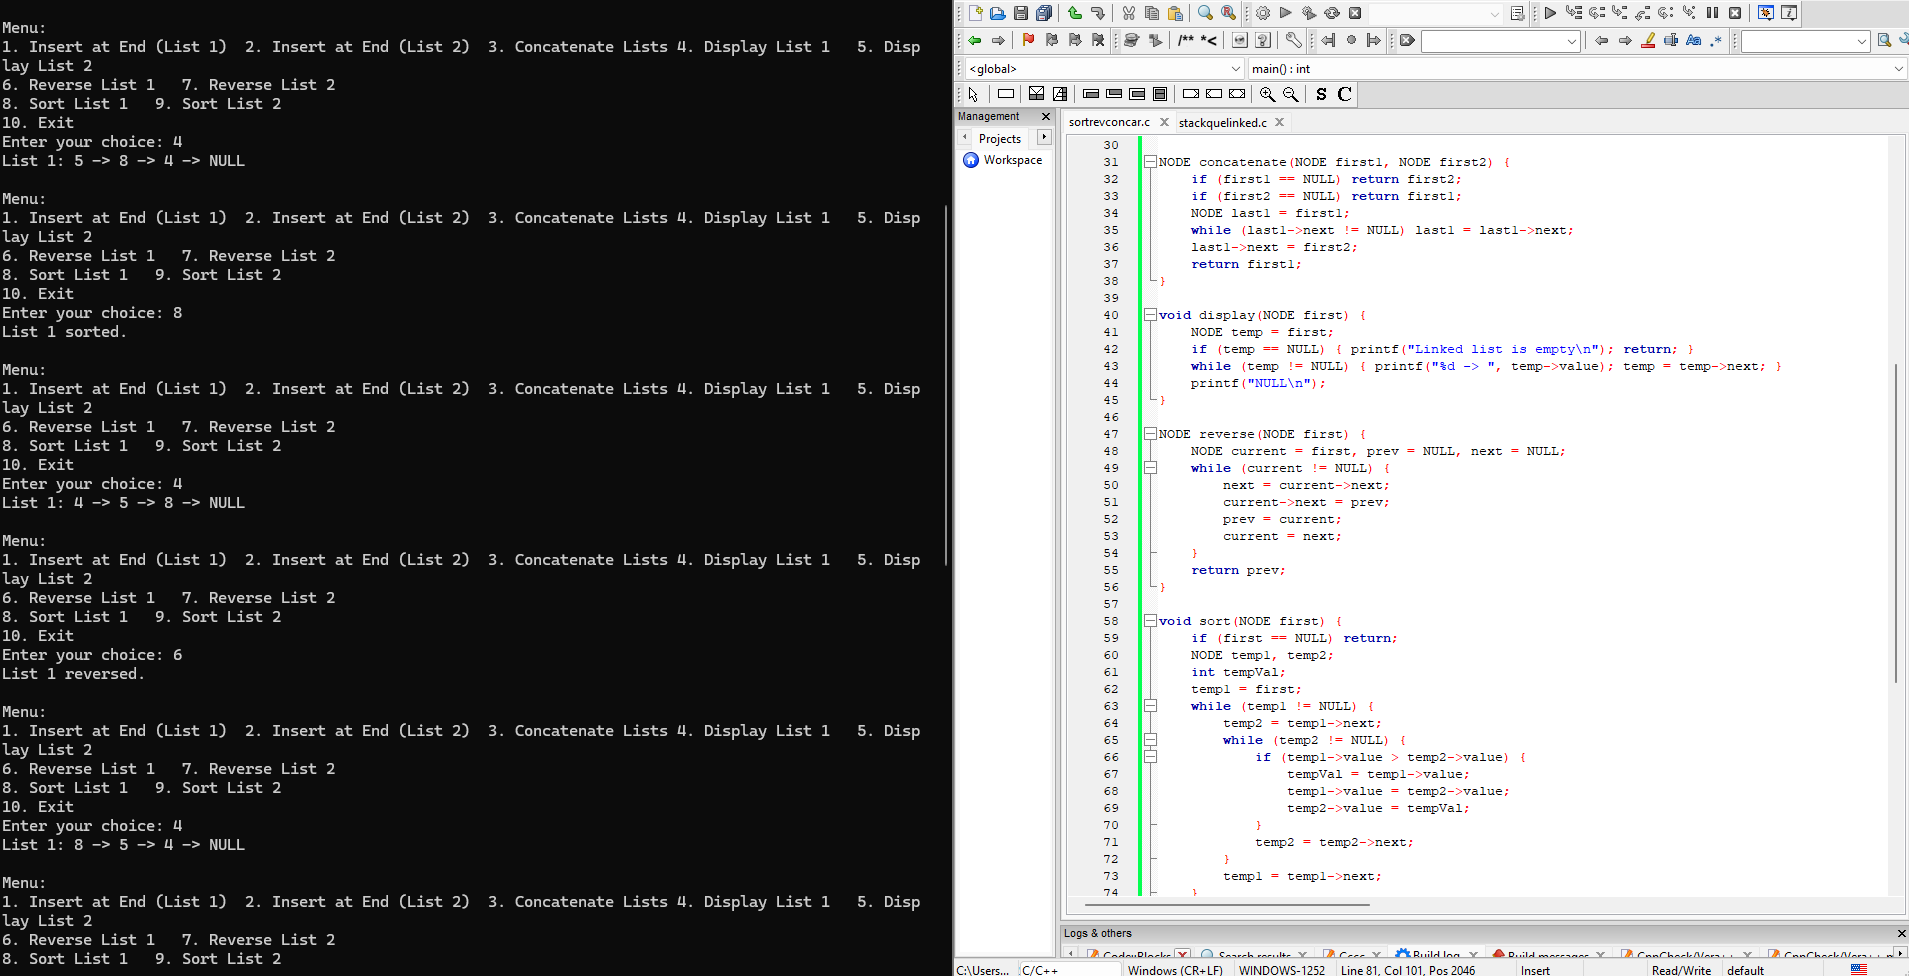 Menu:
1. Insert at End (List 1)  2. Insert at End (List 2)  3. Concatenate Lists 4. Display List 1   5. Disp
lay List 2
6. Reverse List 1   7. Reverse List 2
8. Sort List 1   9. Sort List 2
10. Exit
Enter your choice: 4
List 1: 5 -> 8 -> 4 -> NULL

Menu:
1. Insert at End (List 1)  2. Insert at End (List 2)  3. Concatenate Lists 4. Display List 1   5. Disp
lay List 2
6. Reverse List 1   7. Reverse List 2
8. Sort List 1   9. Sort List 2
10. Exit
Enter your choice: 8
List 1 sorted.

Menu:
1. Insert at End (List 1)  2. Insert at End (List 2)  3. Concatenate Lists 4. Display List 1   5. Disp
lay List 2
6. Reverse List 1   7. Reverse List 2
8. Sort List 1   9. Sort List 2
10. Exit
Enter your choice: 4
List 1: 4 -> 5 -> 8 -> NULL

Menu:
1. Insert at End (List 1)  2. Insert at End (List 2)  3. Concatenate Lists 4. Display List 1   5. Disp
lay List 2
6. Reverse List 1   7. Reverse List 2
8. Sort List 1   9. Sort List 2
10. Exit
Enter your choice: 6
List 1 reversed.

Menu:
1. Insert at End (List 1)  2. Insert at End (List 2)  3. Concatenate Lists 4. Display List 1   5. Disp
lay List 2
6. Reverse List 1   7. Reverse List 2
8. Sort List 1   9. Sort List 2
10. Exit
Enter your choice: 4
List 1: 8 -> 5 -> 4 -> NULL

Menu:
1. Insert at End (List 1)  2. Insert at End (List 2)  3. Concatenate Lists 4. Display List 1   5. Disp
lay List 2
6. Reverse List 1   7. Reverse List 2
8. Sort List 1   9. Sort List 2
/** *<
Aa .*
<global> main() : int
S C
Management
Projects
Workspace
sortrevconcar.c stackquelinked.c
30
31 NODE concatenate(NODE first1, NODE first2) {
32     if (first1 == NULL) return first2;
33     if (first2 == NULL) return first1;
34     NODE last1 = first1;
35     while (last1->next != NULL) last1 = last1->next;
36     last1->next = first2;
37     return first1;
38 }
39
40 void display(NODE first) {
41     NODE temp = first;
42     if (temp == NULL) { printf("Linked list is empty\n"); return; }
43     while (temp != NULL) { printf("%d -> ", temp->value); temp = temp->next; }
44     printf("NULL\n");
45 }
46
47 NODE reverse(NODE first) {
48     NODE current = first, prev = NULL, next = NULL;
49     while (current != NULL) {
50         next = current->next;
51         current->next = prev;
52         prev = current;
53         current = next;
54     }
55     return prev;
56 }
57
58 void sort(NODE first) {
59     if (first == NULL) return;
60     NODE temp1, temp2;
61     int tempVal;
62     temp1 = first;
63     while (temp1 != NULL) {
64         temp2 = temp1->next;
65         while (temp2 != NULL) {
66             if (temp1->value > temp2->value) {
67                 tempVal = temp1->value;
68                 temp1->value = temp2->value;
69                 temp2->value = tempVal;
70             }
71             temp2 = temp2->next;
72         }
73         temp1 = temp1->next;
74     }
Logs & others
Code::Blocks Search results Cccc Build log Build messages CppCheck/Vera++ CppCheck/Vera++
C:\Users... C/C++ Windows (CR+LF) WINDOWS-1252 Line 81, Col 101, Pos 2046 Insert Read/Write default